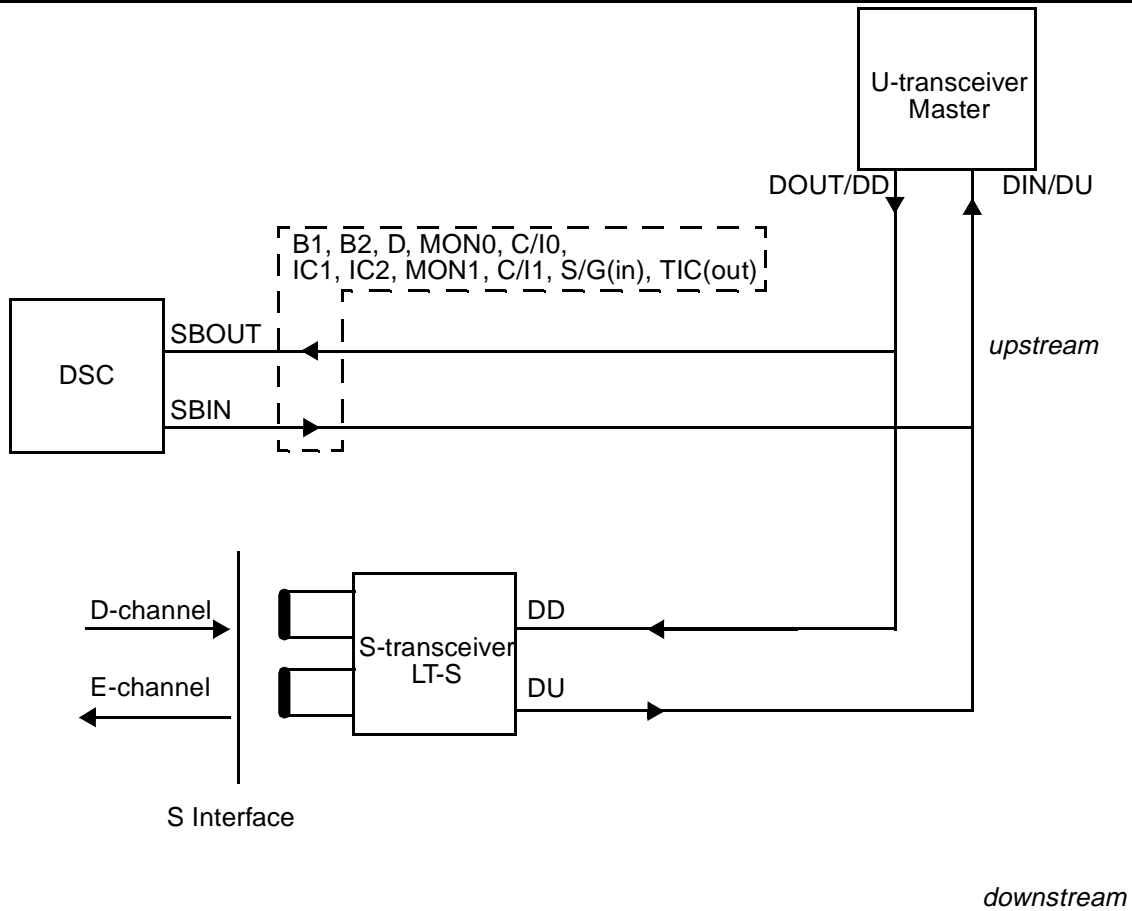 U-transceiver
Master
DOUT/DD
DIN/DU
B1, B2, D, MON0, C/I0,
IC1, IC2, MON1, C/I1, S/G(in), TIC(out)
SBOUT
upstream
DSC
SBIN
D-channel
DD
S-transceiver
LT-S
E-channel
DU
S Interface
downstream